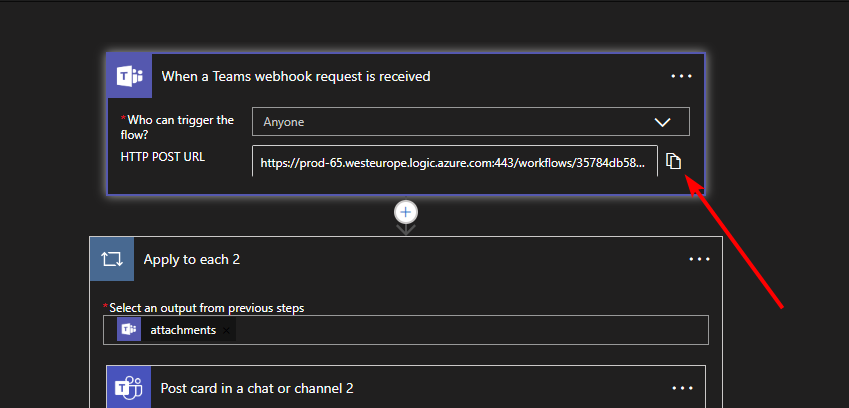 When a Teams webhook request is received
*Who can trigger the
flow?
Anyone
HTTP POST URL
https://prod-65.westeurope.logic.azure.com:443/workflows/35784db58...
Apply to each 2
*Select an output from previous steps
attachments ×
Post card in a chat or channel 2